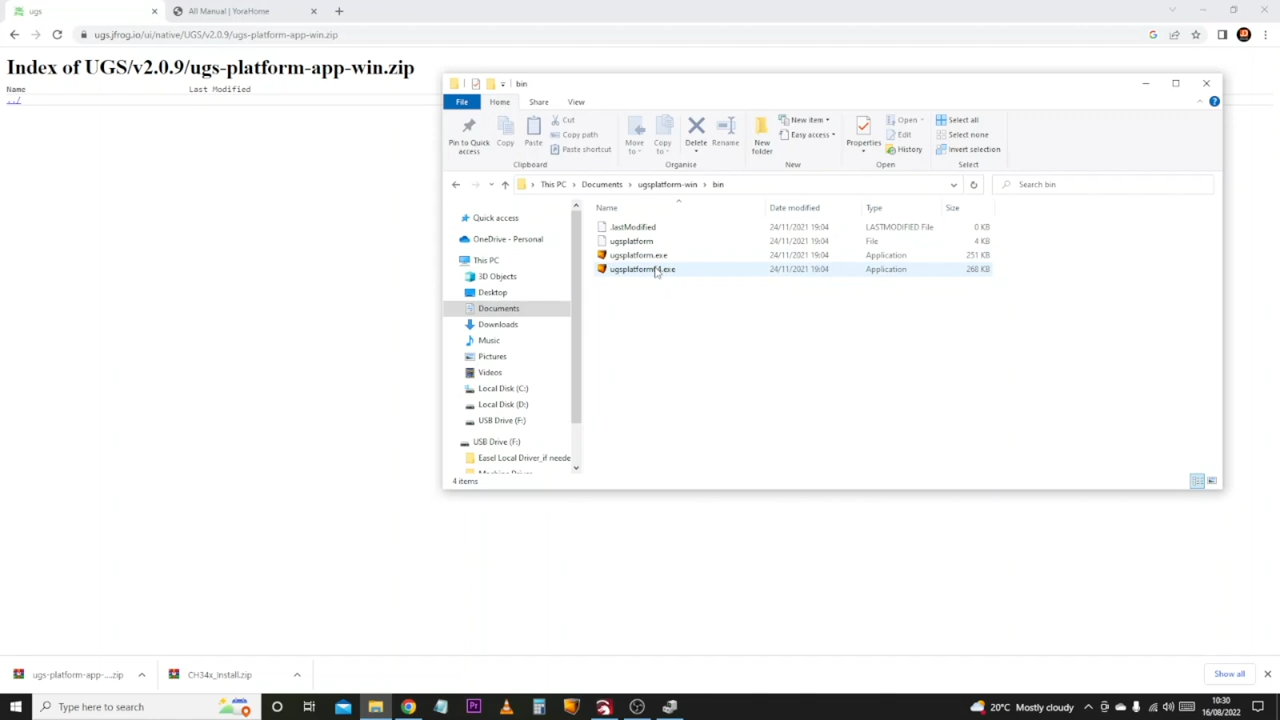 ugs
All Manual | YoraHome
ugs.jfrog.io/ui/native/UGS/v2.0.9/ugs-platform-app-win.zip
Index of UGS/v2.0.9/ugs-platform-app-win.zip
Name Last Modified
../
bin
File Home Share View
Pin to Quick access
Copy
Paste
Cut
Copy path
Paste shortcut
Clipboard
Move to
Copy to
Delete
Rename
Organise
New folder
New item
Easy access
New
Properties
Open
Edit
History
Open
Select all
Select none
Invert selection
Select
This PC > Documents > ugsplatform-win > bin
Search bin
Name Date modified Type Size
.lastModified 24/11/2021 19:04 LASTMODIFIED File 0 KB
ugsplatform 24/11/2021 19:04 File 4 KB
ugsplatform.exe 24/11/2021 19:04 Application 251 KB
ugsplatform64.exe 24/11/2021 19:04 Application 268 KB
Quick access
OneDrive - Personal
This PC
3D Objects
Desktop
Documents
Downloads
Music
Pictures
Videos
Local Disk (C:)
Local Disk (D:)
USB Drive (F:)
USB Drive (F:)
Easel Local Driver_if neede
4 items
ugs-platform-app-....zip
CH34x_Install.zip
Show all
Type here to search
20°C Mostly cloudy
10:30
16/08/2022